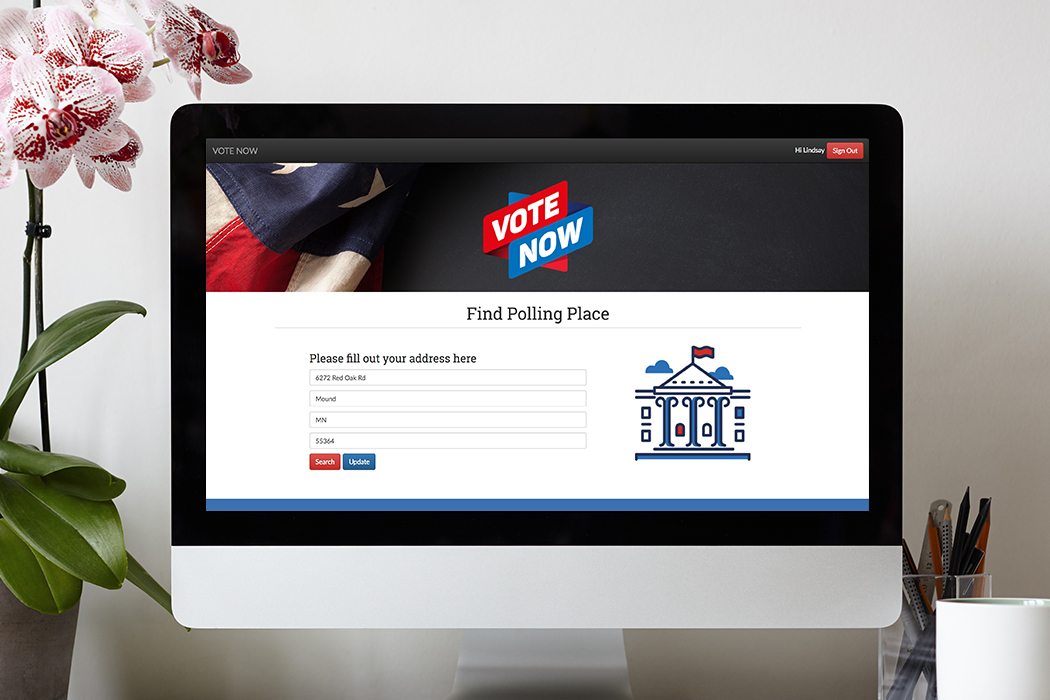 VOTE NOW
Hi Lindsay Sign Out
VOTE
NOW
Find Polling Place
Please fill out your address here
6272 Red Oak Rd
Mound
MN
55364
Search Update